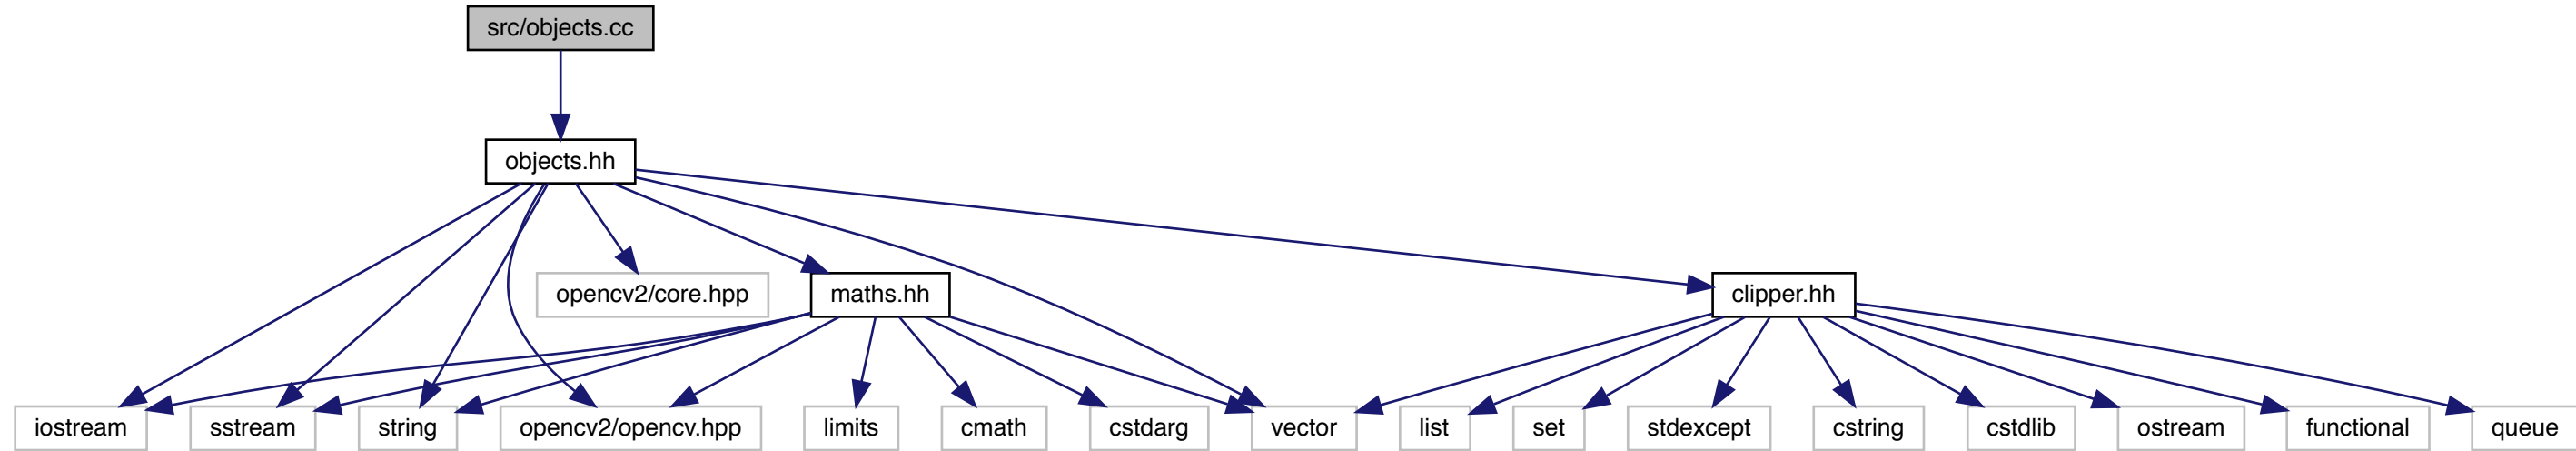 src/objects.cc
objects.hh
opencv2/core.hpp
maths.hh
clipper.hh
iostream
sstream
string
opencv2/opencv.hpp
limits
cmath
cstdarg
vector
list
set
stdexcept
cstring
cstdlib
ostream
functional
queue